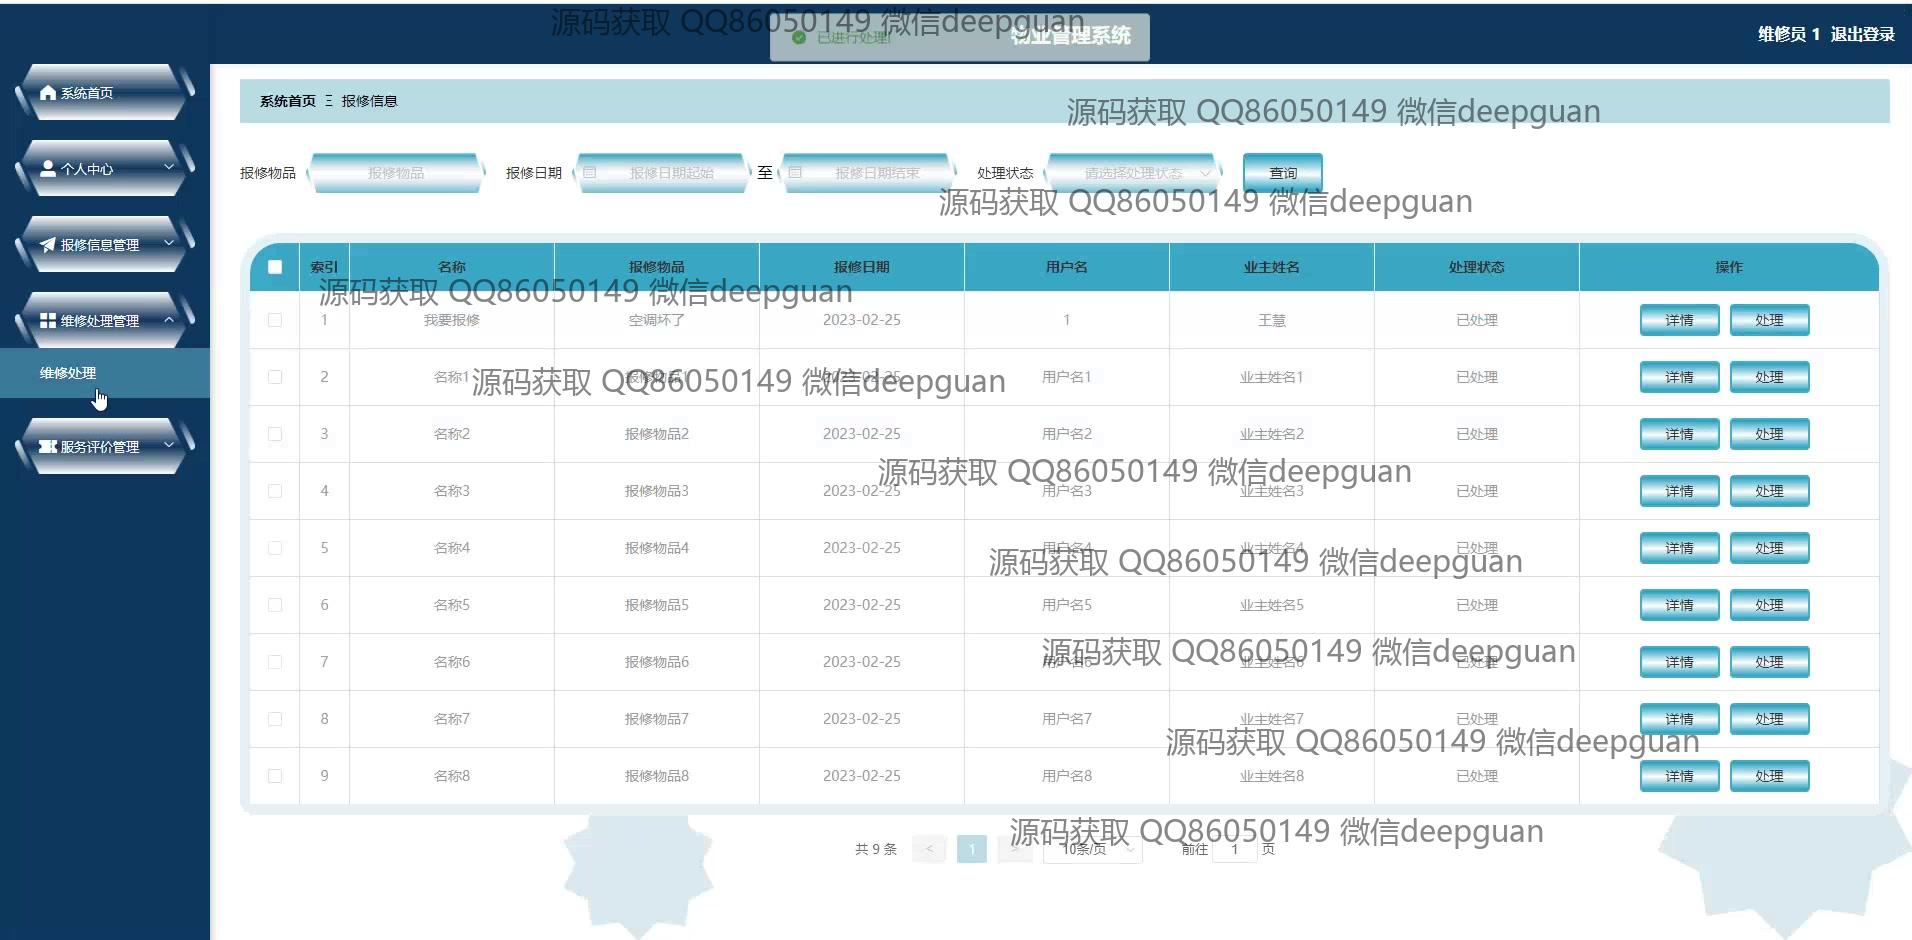 源码获取 QQ86050149 微信deepguan
已进行处理!
物业管理系统
维修员 1 退出登录
系统首页
个人中心
报修信息管理
维修处理管理
维修处理
服务评价管理
系统首页 Ξ 报修信息
源码获取 QQ86050149 微信deepguan
报修物品 报修物品 报修日期 报修日期起始 至 报修日期结束 处理状态 请选择处理状态 查询
源码获取 QQ86050149 微信deepguan
索引 名称 报修物品 报修日期 用户名 业主姓名 处理状态 操作
源码获取 QQ86050149 微信deepguan
1 我要报修 空调坏了 2023-02-25 1 王慧 已处理 详情 处理
2 名称1 报修物品1 2023-02-25 用户名1 业主姓名1 已处理 详情 处理
源码获取 QQ86050149 微信deepguan
3 名称2 报修物品2 2023-02-25 用户名2 业主姓名2 已处理 详情 处理
源码获取 QQ86050149 微信deepguan
4 名称3 报修物品3 2023-02-25 用户名3 业主姓名3 已处理 详情 处理
5 名称4 报修物品4 2023-02-25 用户名4 业主姓名4 已处理 详情 处理
源码获取 QQ86050149 微信deepguan
6 名称5 报修物品5 2023-02-25 用户名5 业主姓名5 已处理 详情 处理
源码获取 QQ86050149 微信deepguan
7 名称6 报修物品6 2023-02-25 用户名6 业主姓名6 已处理 详情 处理
8 名称7 报修物品7 2023-02-25 用户名7 业主姓名7 已处理 详情 处理
源码获取 QQ86050149 微信deepguan
9 名称8 报修物品8 2023-02-25 用户名8 业主姓名8 已处理 详情 处理
源码获取 QQ86050149 微信deepguan
共 9 条 < 1 > 10条/页 前往 1 页